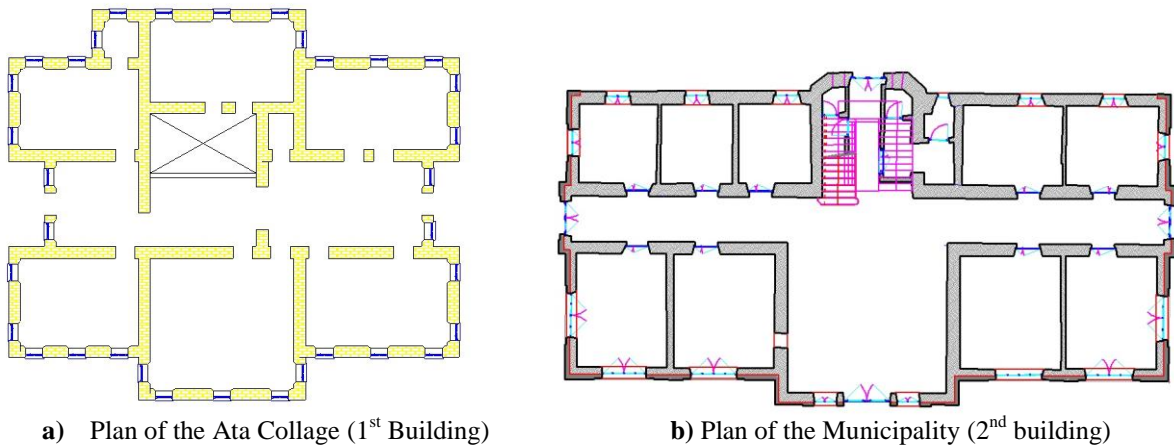 a) Plan of the Ata Collage (1st Building)
b) Plan of the Municipality (2nd building)